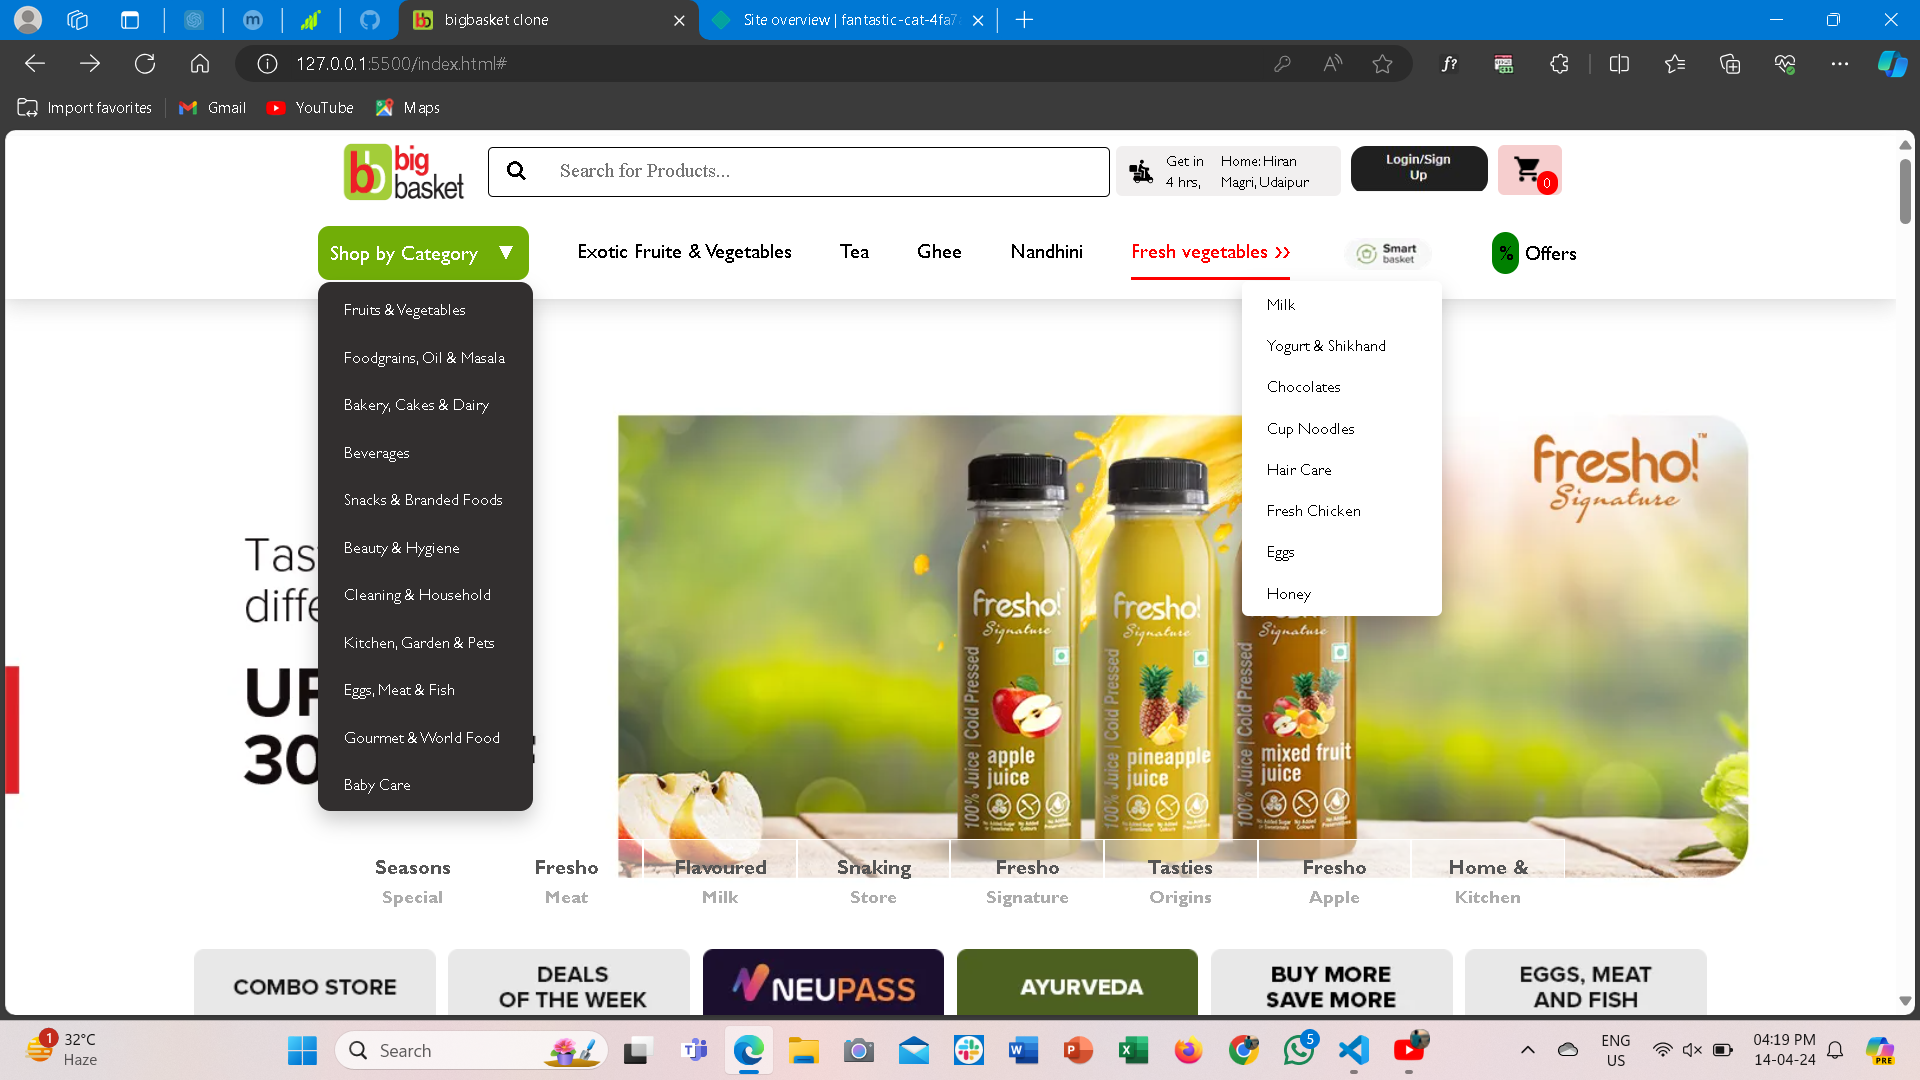 bigbasket clone
Site overview | fantastic-cat-4fa7
127.0.0.1:5500/index.html#
Import favorites
Gmail
YouTube
Maps
big
basket
Search for Products...
Get in
4 hrs,
Home: Hiran
Magri, Udaipur
Login/Sign
Up
0
Shop by Category ▼
Exotic Fruite & Vegetables
Tea
Ghee
Nandhini
Fresh vegetables >>
Smart
basket
% Offers
Fruits & Vegetables
Foodgrains, Oil & Masala
Bakery, Cakes & Dairy
Beverages
Snacks & Branded Foods
Beauty & Hygiene
Cleaning & Household
Kitchen, Garden & Pets
Eggs, Meat & Fish
Gourmet & World Food
Baby Care
Milk
Yogurt & Shikhand
Chocolates
Cup Noodles
Hair Care
Fresh Chicken
Eggs
Honey
Tas
diffe
UP
30
fresho!™
Signature
fresho!
Signature
100% Juice | Cold Pressed
apple
juice
fresho!
Signature
100% Juice | Cold Pressed
pineapple
juice
Signature
100% Juice | Cold Pressed
mixed fruit
juice
Seasons
Special
Fresho
Meat
Flavoured
Milk
Snaking
Store
Fresho
Signature
Tasties
Origins
Fresho
Apple
Home &
Kitchen
COMBO STORE
DEALS
OF THE WEEK
NEUPASS
AYURVEDA
BUY MORE
SAVE MORE
EGGS, MEAT
AND FISH
1
32°C
Haze
Search
5
ENG
US
04:19 PM
14-04-24
PRE